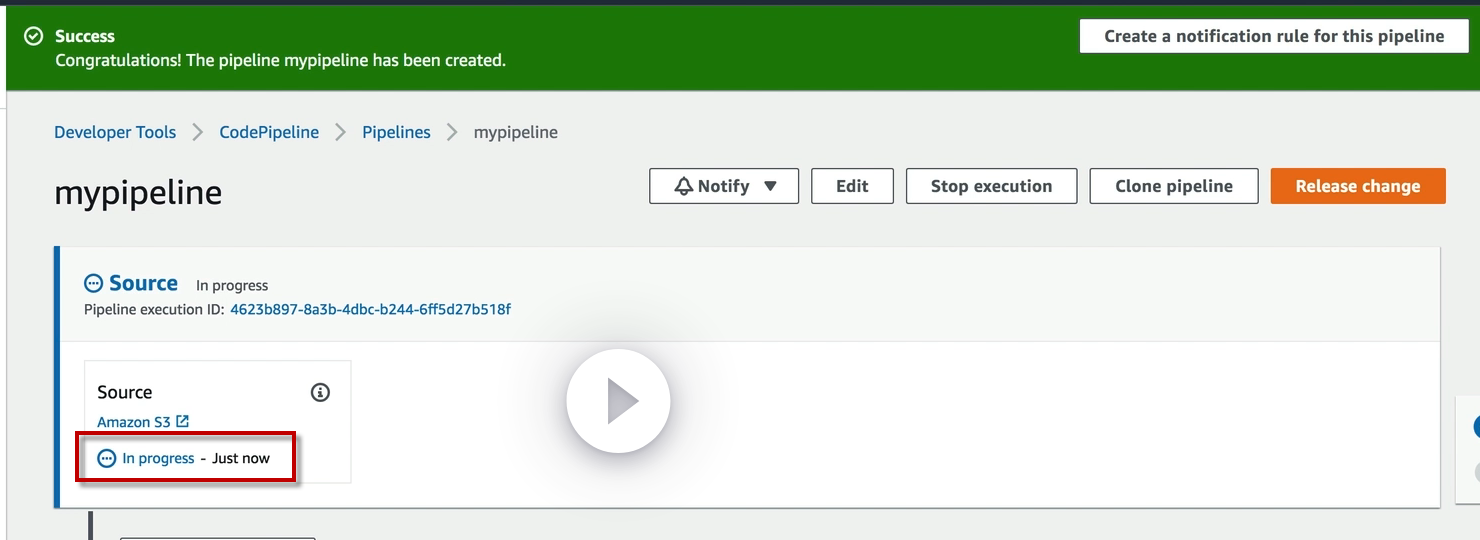 Success
Congratulations! The pipeline mypipeline has been created.
Create a notification rule for this pipeline
Developer Tools > CodePipeline > Pipelines > mypipeline
mypipeline
Notify ▼ Edit Stop execution Clone pipeline Release change
Source In progress
Pipeline execution ID: 4623b897-8a3b-4dbc-b244-6ff5d27b518f
Source
Amazon S3
In progress - Just now